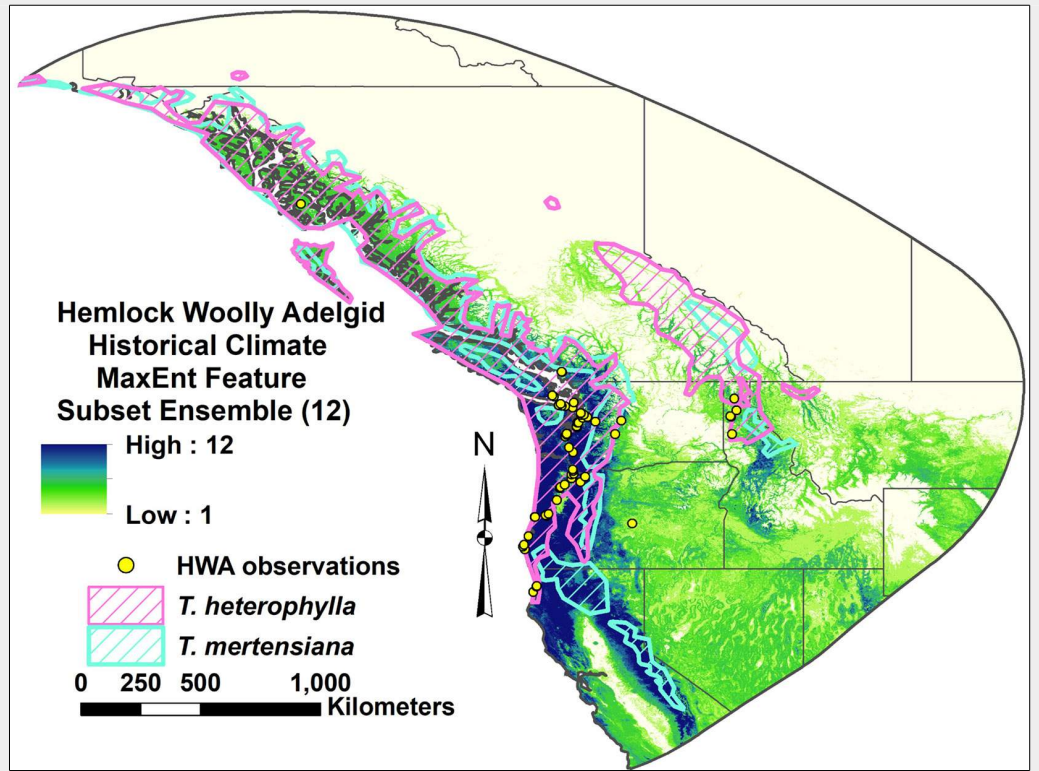 Hemlock Woolly Adelgid
Historical Climate
MaxEnt Feature
Subset Ensemble (12)
High : 12
Low : 1
N
HWA observations
T. heterophylla
T. mertensiana
0 250 500 1,000
Kilometers